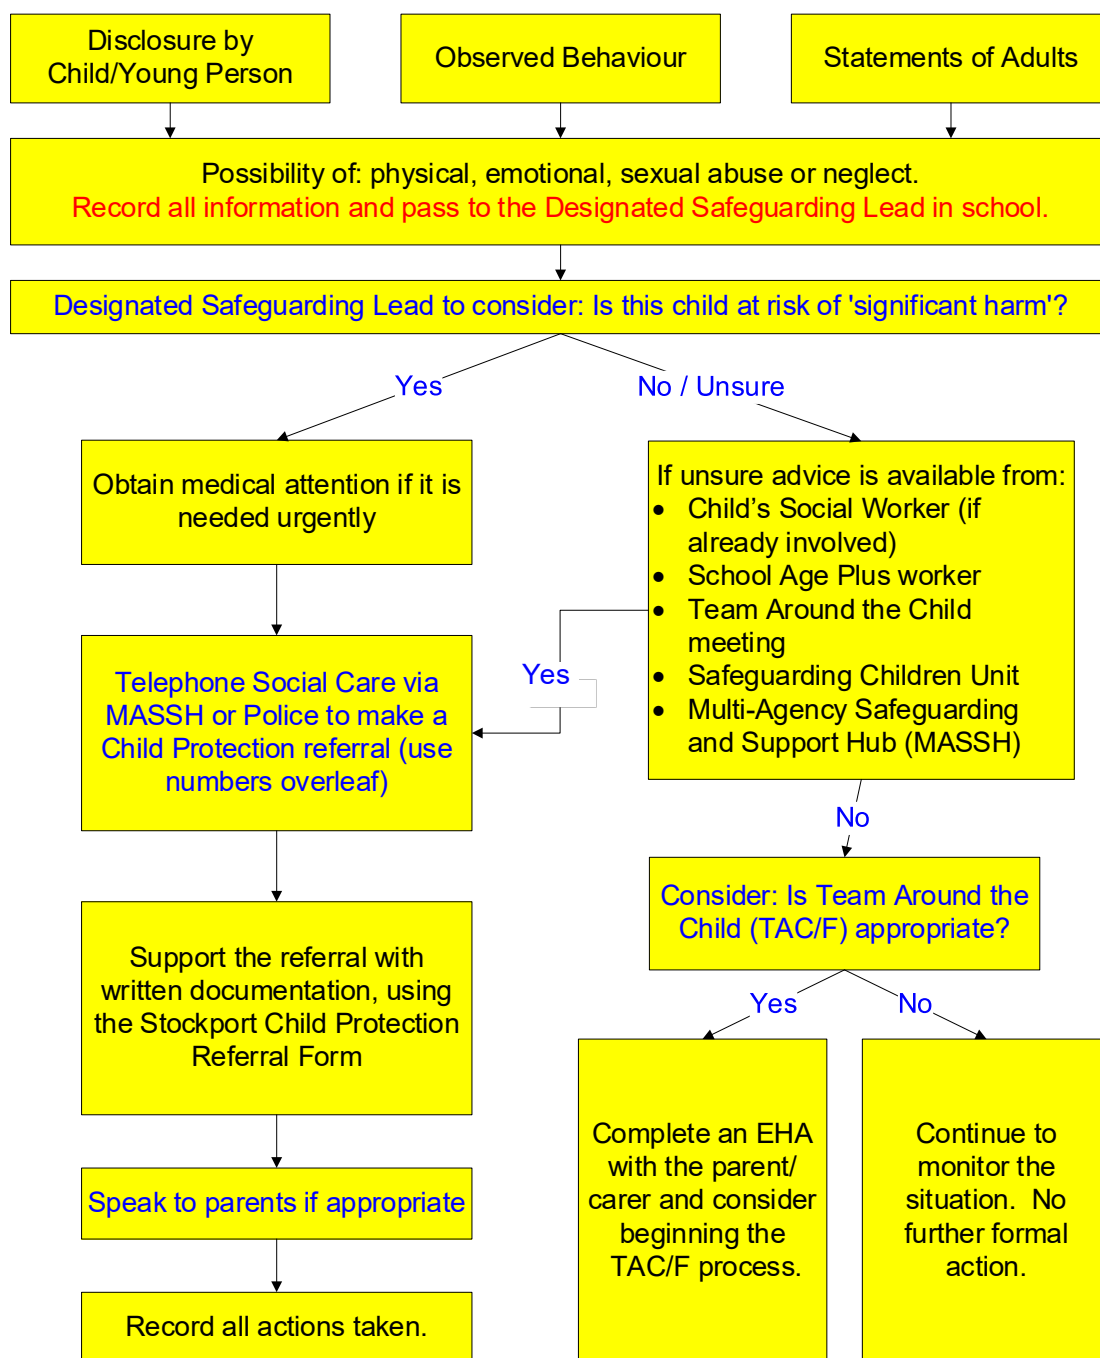 Disclosure by
Child/Young Person
Observed Behaviour
Statements of Adults
Possibility of: physical, emotional, sexual abuse or neglect.
Record all information and pass to the Designated Safeguarding Lead in school.
Designated Safeguarding Lead to consider: Is this child at risk of 'significant harm'?
Yes
No / Unsure
Obtain medical attention if it is
needed urgently
If unsure advice is available from:
• Child’s Social Worker (if
already involved)
• School Age Plus worker
• Team Around the Child
meeting
• Safeguarding Children Unit
• Multi-Agency Safeguarding
and Support Hub (MASSH)
Yes
Telephone Social Care via
MASSH or Police to make a
Child Protection referral (use
numbers overleaf)
No
Consider: Is Team Around the
Child (TAC/F) appropriate?
Support the referral with
written documentation, using
the Stockport Child Protection
Referral Form
Yes
No
Speak to parents if appropriate
Record all actions taken.
Complete an EHA
with the parent/
carer and consider
beginning the
TAC/F process.
Continue to
monitor the
situation.  No
further formal
action.